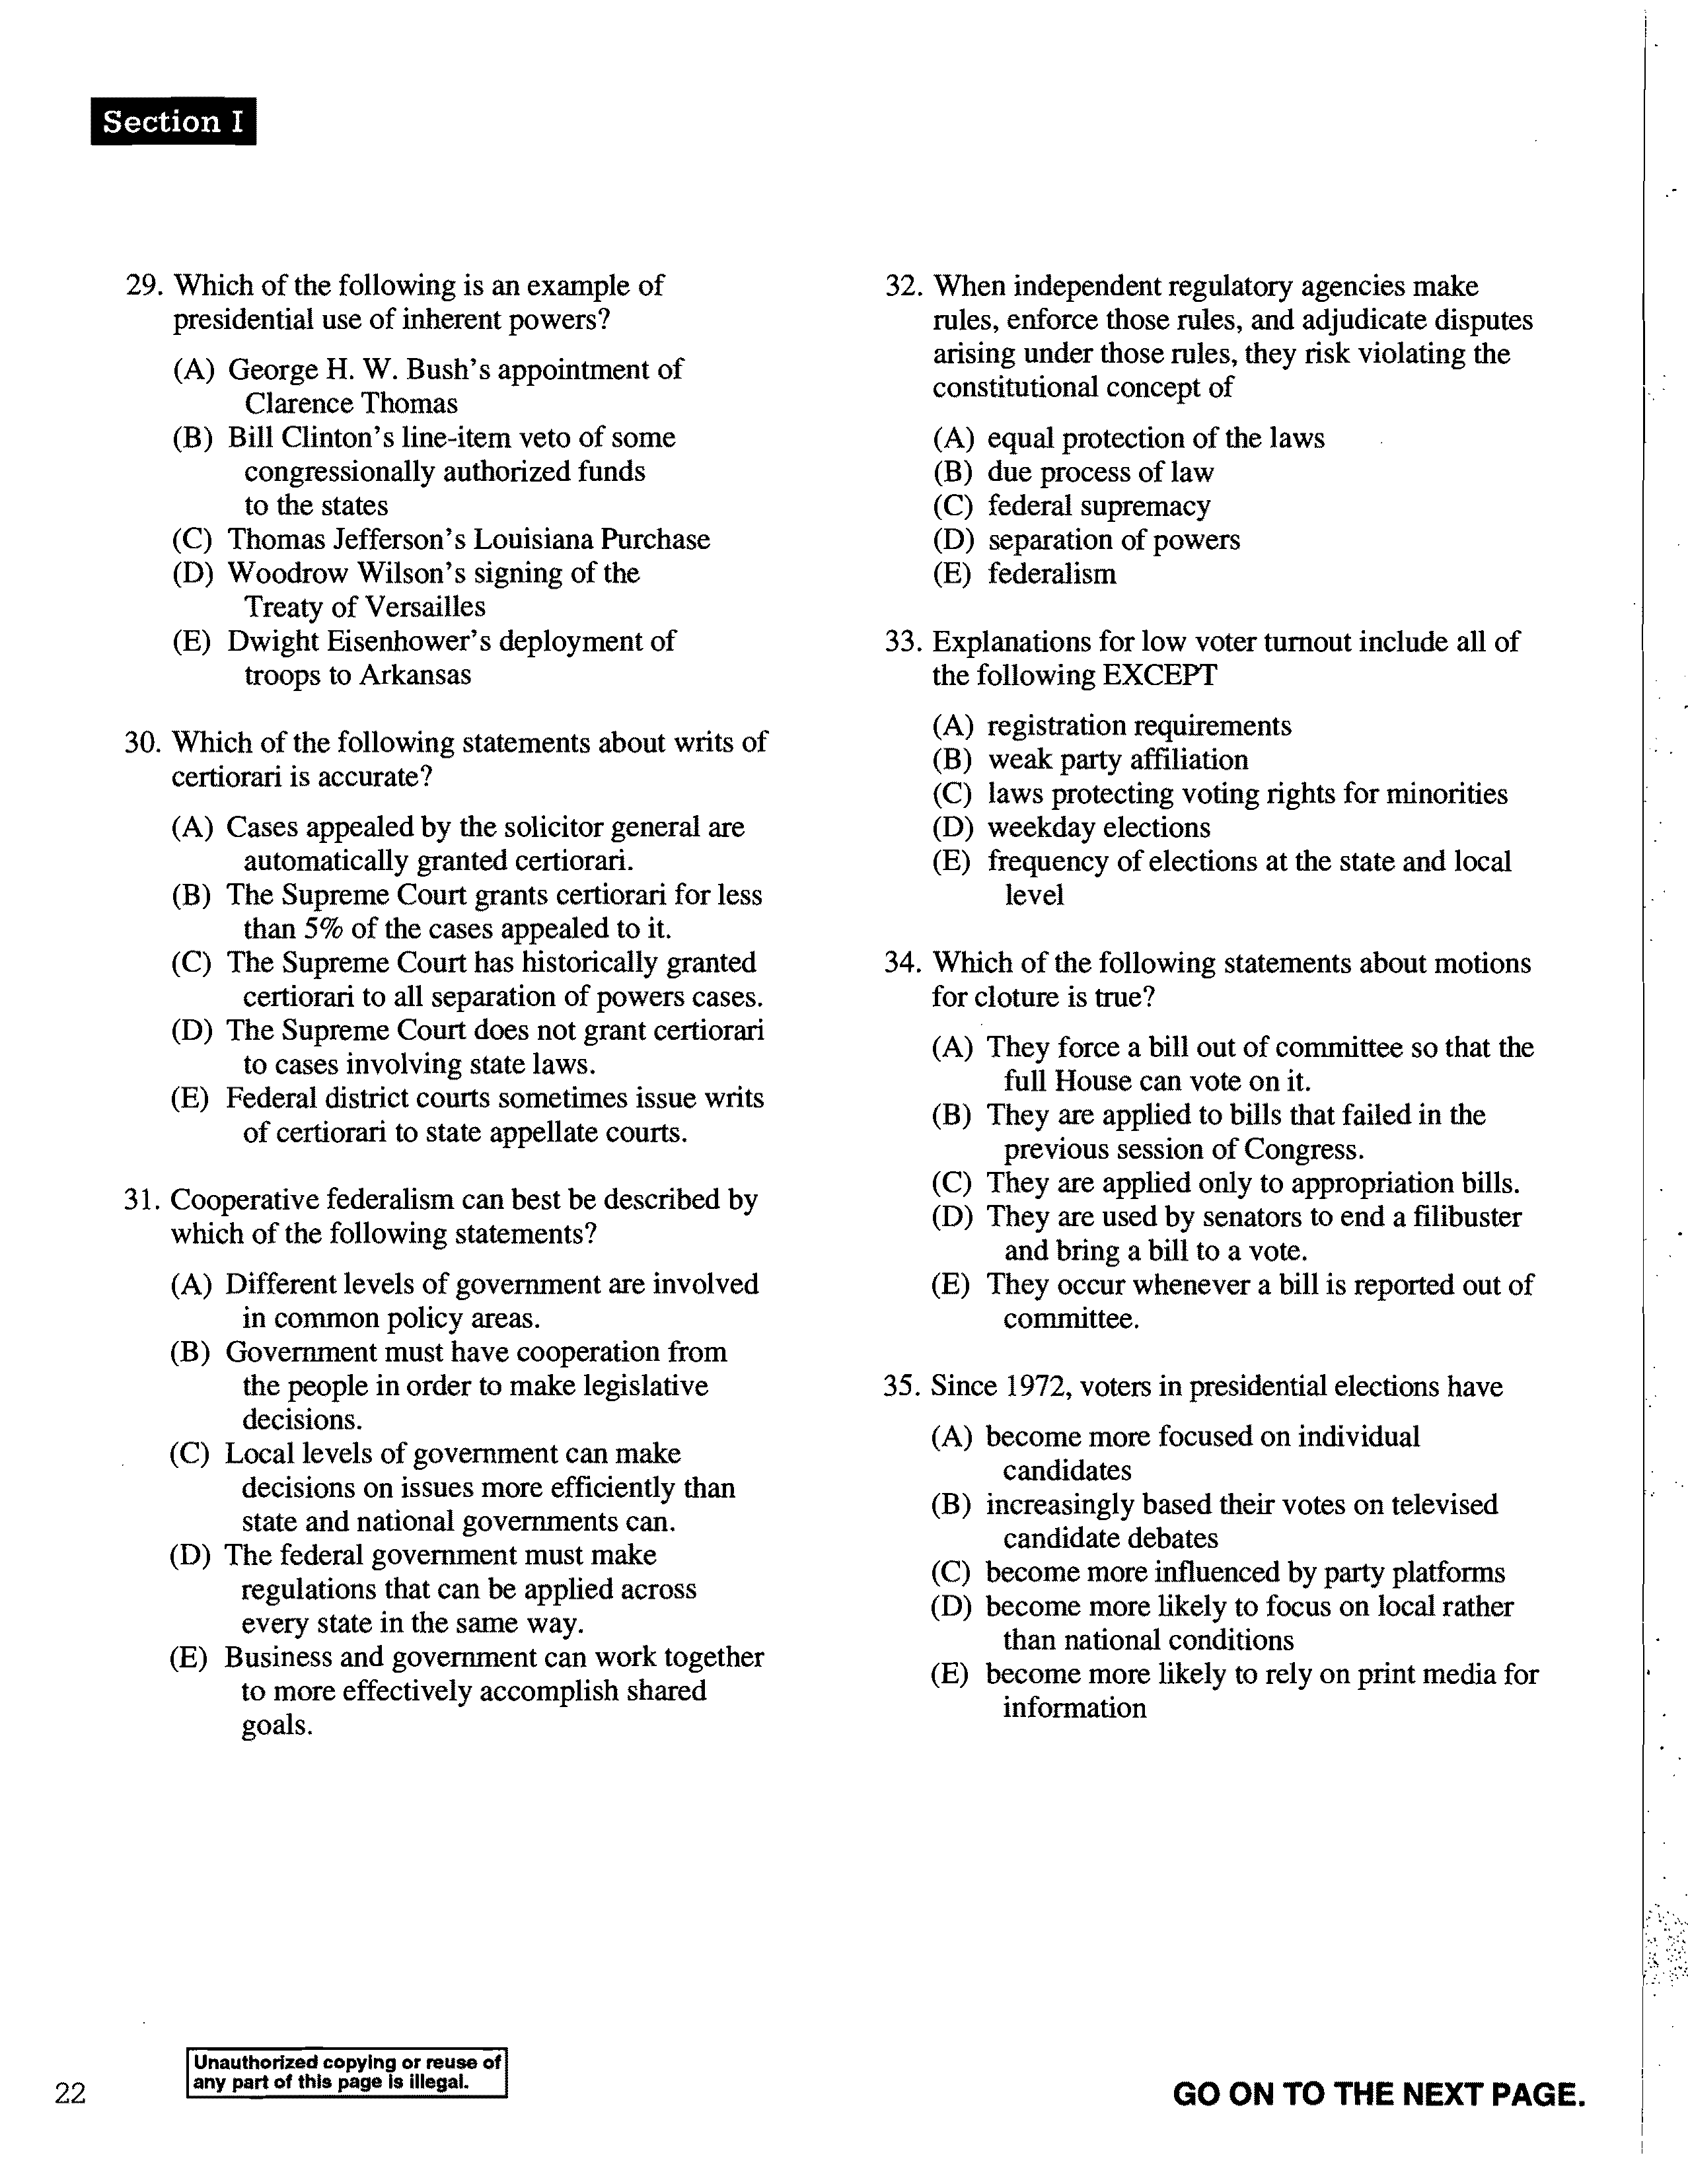 Section I
29. Which of the following is an example of
presidential use of inherent powers?
(A) George H. W. Bush's appointment of
Clarence Thomas
(B) Bill Clinton's line-item veto of some
congressionally authorized funds
to the states
(C) Thomas Jefferson's Louisiana Purchase
(D) Woodrow Wilson's signing of the
Treaty of Versailles
(E) Dwight Eisenhower's deployment of
troops to Arkansas
30. Which of the following statements about writs of
certiorari is accurate?
(A) Cases appealed by the solicitor general are
automatically granted certiorari.
(B) The Supreme Court grants certiorari for less
than 5% of the cases appealed to it.
(C) The Supreme Court has historically granted
certiorari to all separation of powers cases.
(D) The Supreme Court does not grant certiorari
to cases involving state laws.
(E) Federal district courts sometimes issue writs
of certiorari to state appellate courts.
31. Cooperative federalism can best be described by
which of the following statements?
(A) Different levels of government are involved
in common policy areas.
(B) Government must have cooperation from
the people in order to make legislative
decisions.
(C) Local levels of government can make
decisions on issues more efficiently than
state and national governments can.
(D) The federal government must make
regulations that can be applied across
every state in the same way.
(E) Business and government can work together
to more effectively accomplish shared
goals.
32. When independent regulatory agencies make
rules, enforce those rules, and adjudicate disputes
arising under those rules, they risk violating the
constitutional concept of
(A) equal protection of the laws
(B) due process of law
(C) federal supremacy
(D) separation of powers
(E) federalism
33. Explanations for low voter turnout include all of
the following EXCEPT
(A) registration requirements
(B) weak party affiliation
(C) laws protecting voting rights for minorities
(D) weekday elections
(E) frequency of elections at the state and local
level
34. Which of the following statements about motions
for cloture is true?
(A) They force a bill out of committee so that the
full House can vote on it.
(B) They are applied to bills that failed in the
previous session of Congress.
(C) They are applied only to appropriation bills.
(D) They are used by senators to end a filibuster
and bring a bill to a vote.
(E) They occur whenever a bill is reported out of
committee.
35. Since 1972, voters in presidential elections have
(A) become more focused on individual
candidates
(B) increasingly based their votes on televised
candidate debates
(C) become more influenced by party platforms
(D) become more likely to focus on local rather
than national conditions
(E) become more likely to rely on print media for
information
Unauthorized copying or reuse of
any part of this page is illegal.
22
GO ON TO THE NEXT PAGE.